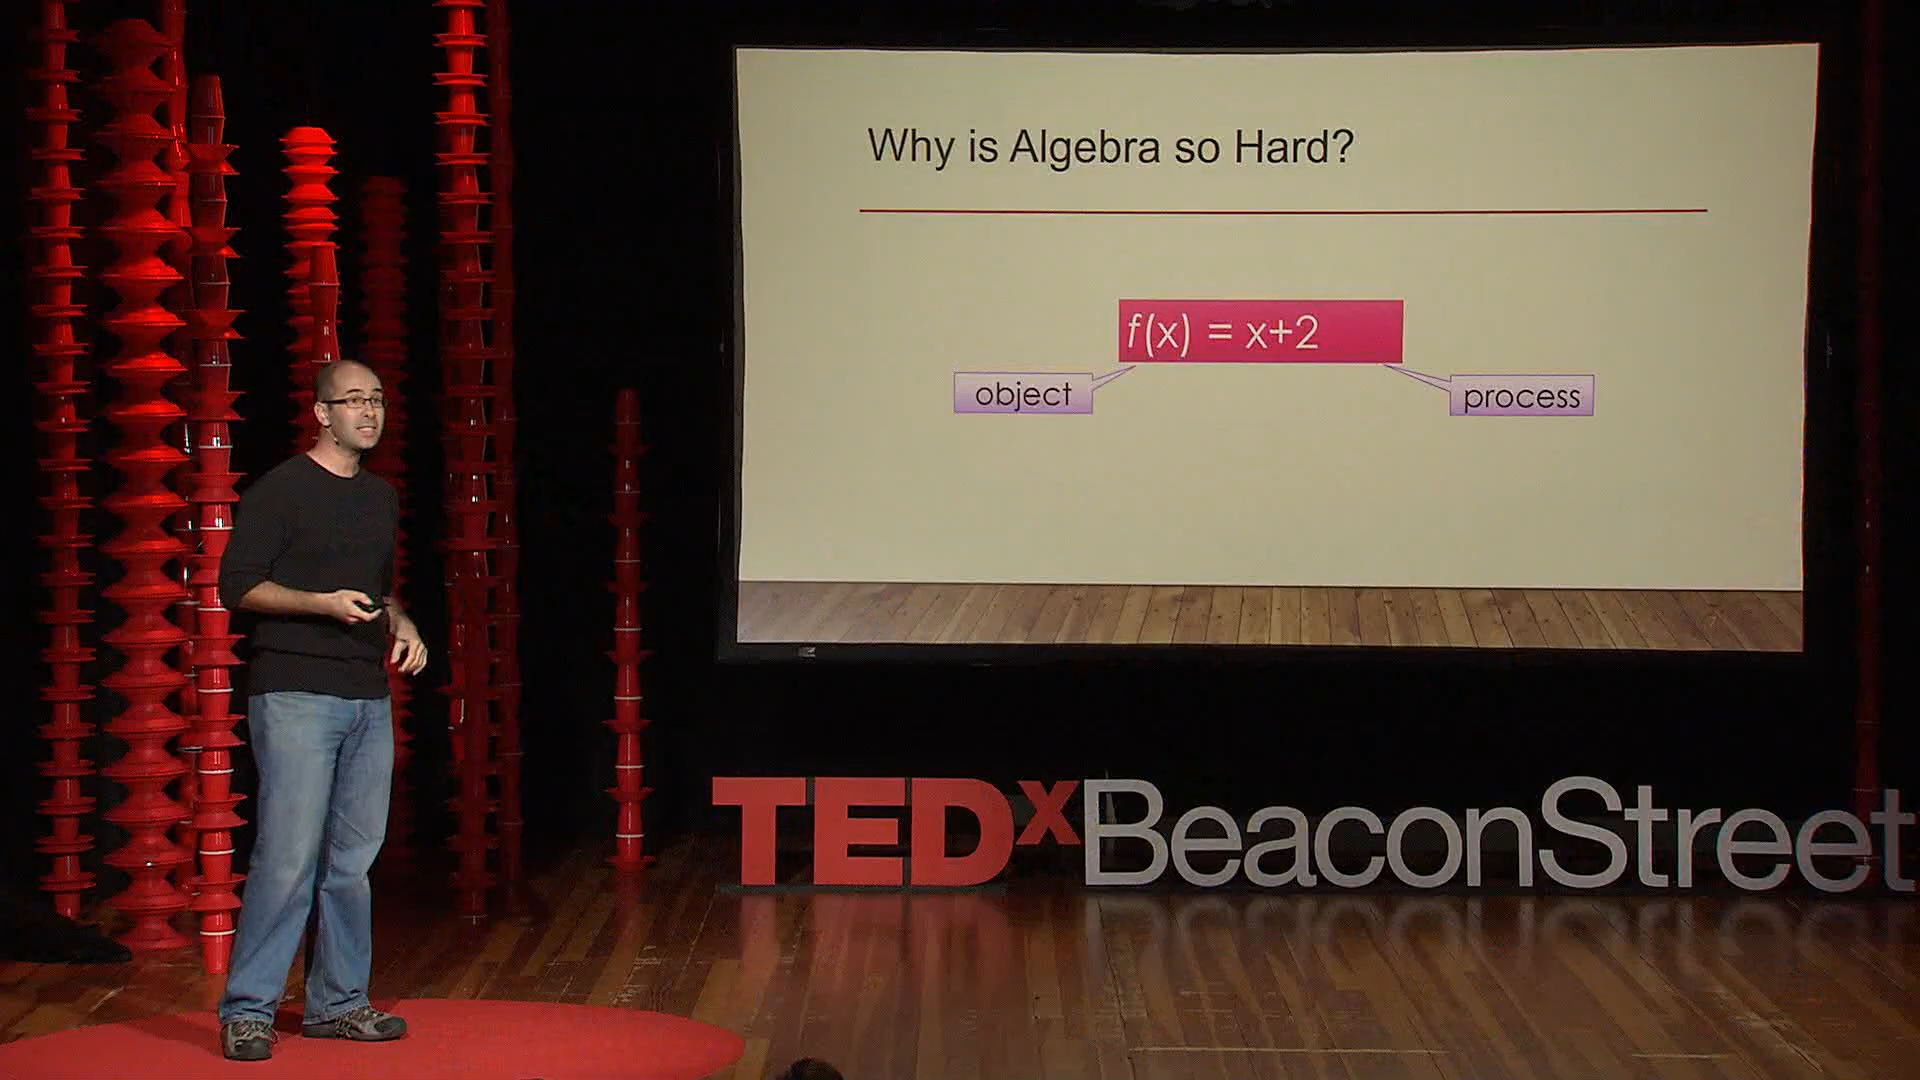 Why is Algebra so Hard?
f(x) = x+2
object
process
TEDxBeaconStreet